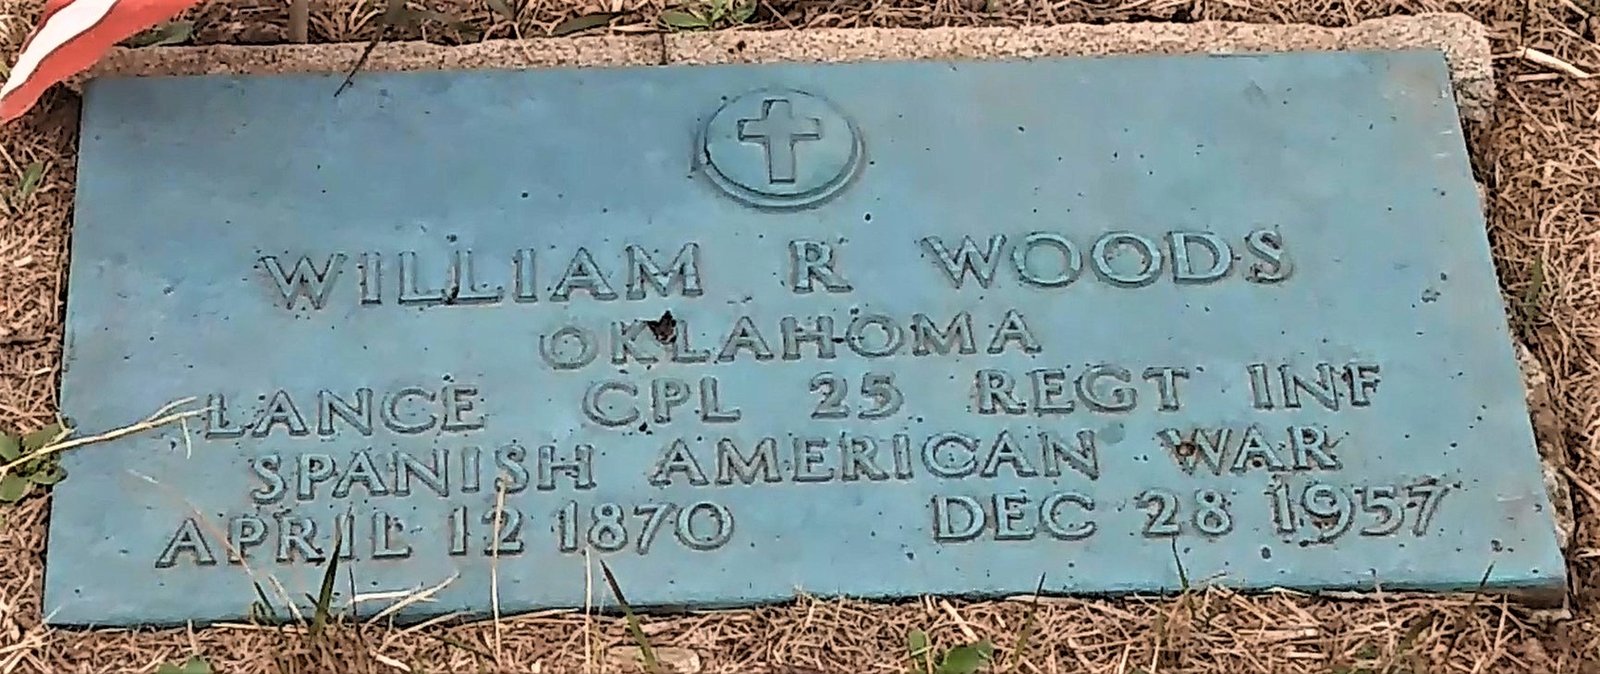 WILLIAM R WOODS
OKLAHOMA
LANCE CPL 25 REGT INF
SPANISH AMERICAN WAR
APRIL 12 1870 DEC 28 1957